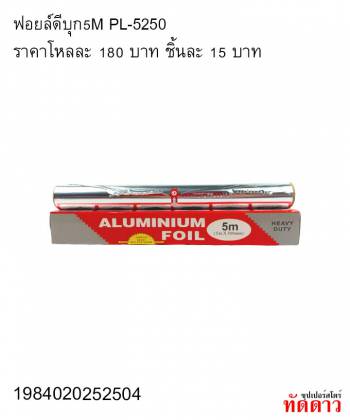 ฟอยล์ดีบุก5M PL-5250
ราคาโหลละ 180 บาท ชิ้นละ 15 บาท
ALUMINIUM
FOIL
5m
HEAVY
DUTY
1984020252504
ซุปเปอร์สโตร์
ทัดดาว